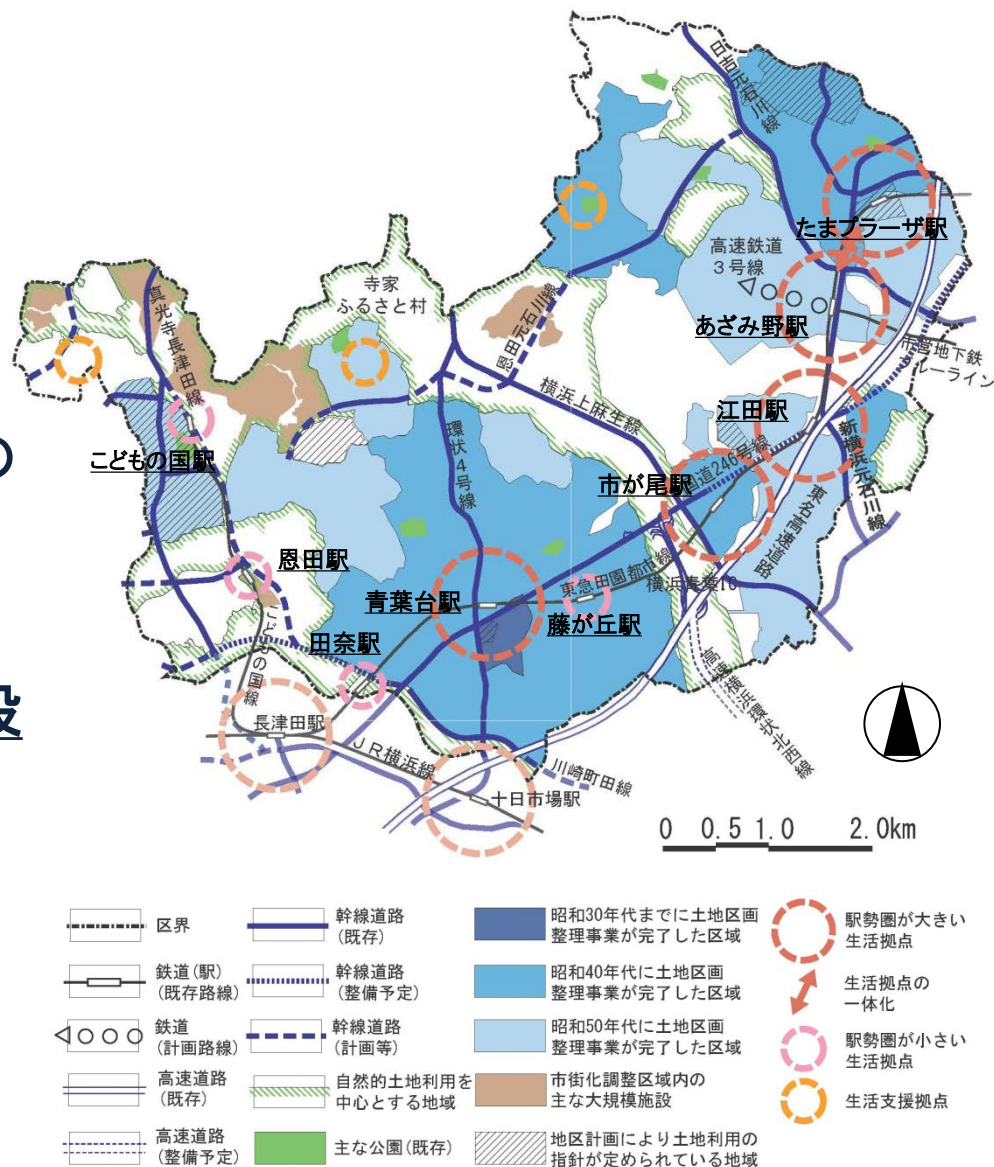 日吉元石川線
たまプラーザ駅
高速鉄道
３号線
あざみ野駅
市営地下鉄
ブルーライン
寺家
ふるさと村
恩田元石川線
真光寺長津田線
横浜上麻生線
江田駅
環状４号線
国道246号線
新横浜元石川線
市が尾駅
こどもの国駅
の
東名高速道路
恩田駅
東急田園都市線
青葉台駅
藤が丘駅
田奈駅
こどもの国線
設
長津田駅
ＪＲ横浜線
高速横浜環状北西線
川崎町田線
十日市場駅
0 0.5 1.0 2.0km
区界
幹線道路
(既存)
昭和30年代までに土地区画
整理事業が完了した区域
駅勢圏が大きい
生活拠点
鉄道(駅)
(既存路線)
幹線道路
(整備予定)
昭和40年代に土地区画
整理事業が完了した区域
生活拠点の
一体化
鉄道
(計画路線)
幹線道路
(計画等)
昭和50年代に土地区画
整理事業が完了した区域
駅勢圏が小さい
生活拠点
高速道路
(既存)
自然的土地利用を
中心とする地域
市街化調整区域内の
主な大規模施設
生活支援拠点
高速道路
(整備予定)
主な公園(既存)
地区計画により土地利用の
指針が定められている地域